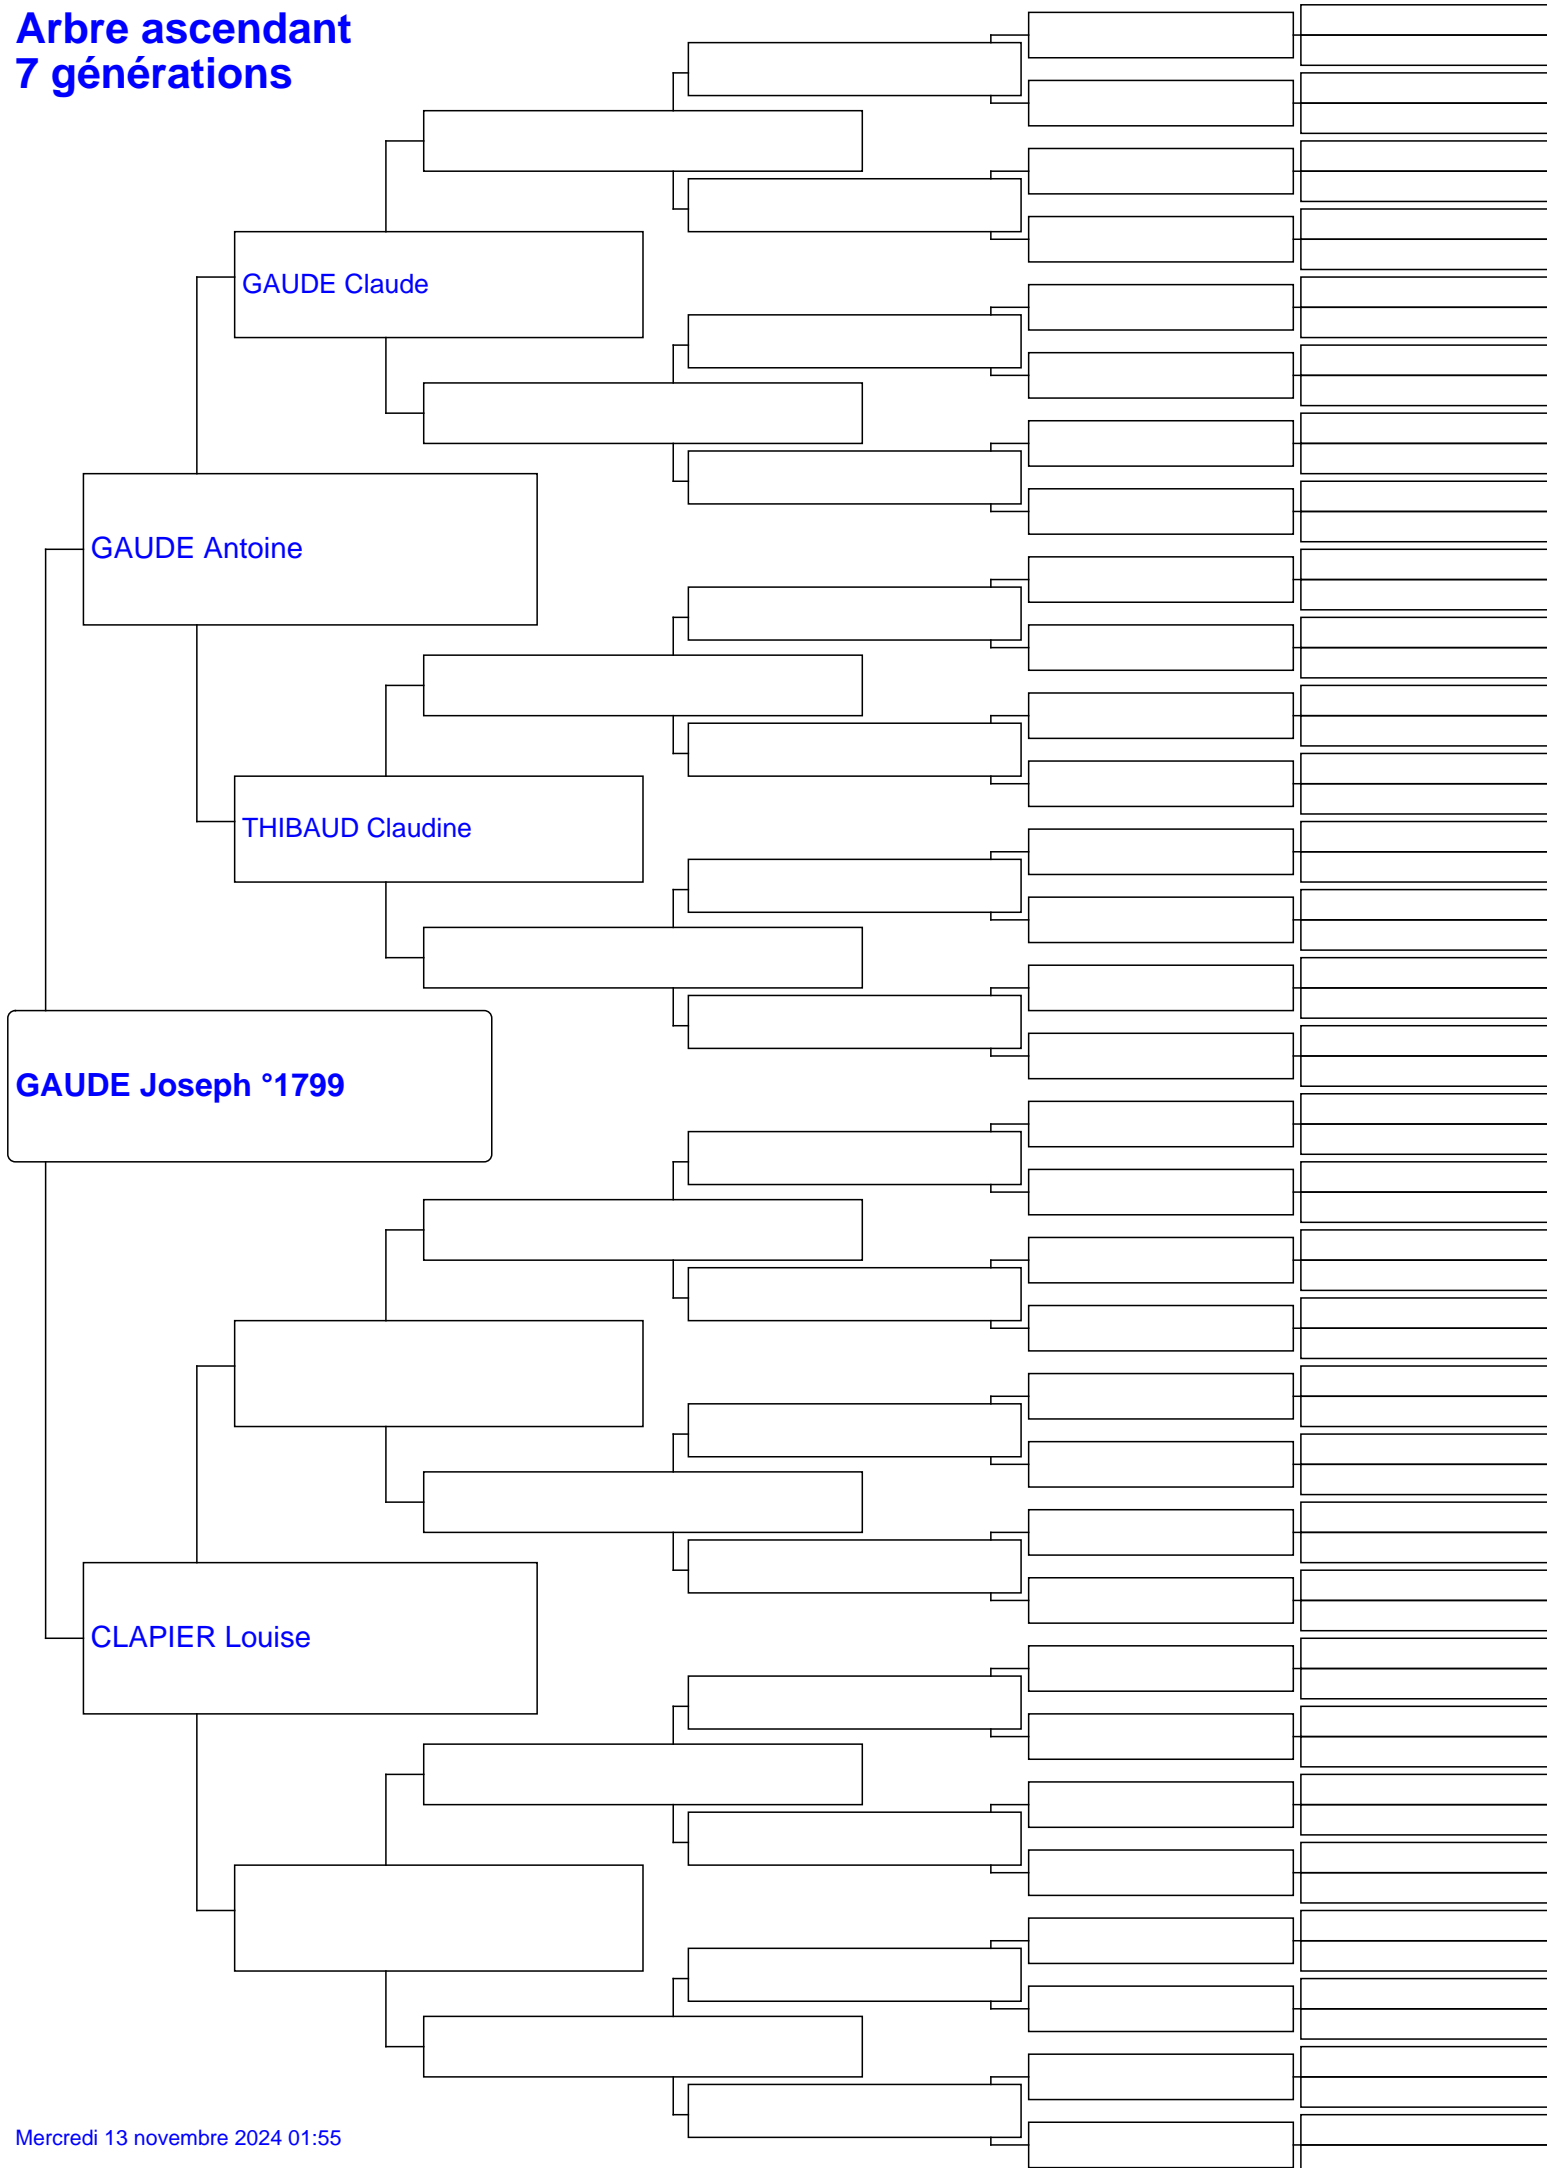 Arbre ascendant
7 générations
GAUDE Claude
GAUDE Antoine
THIBAUD Claudine
GAUDE Joseph °1799
CLAPIER Louise
Mercredi 13 novembre 2024 01:55